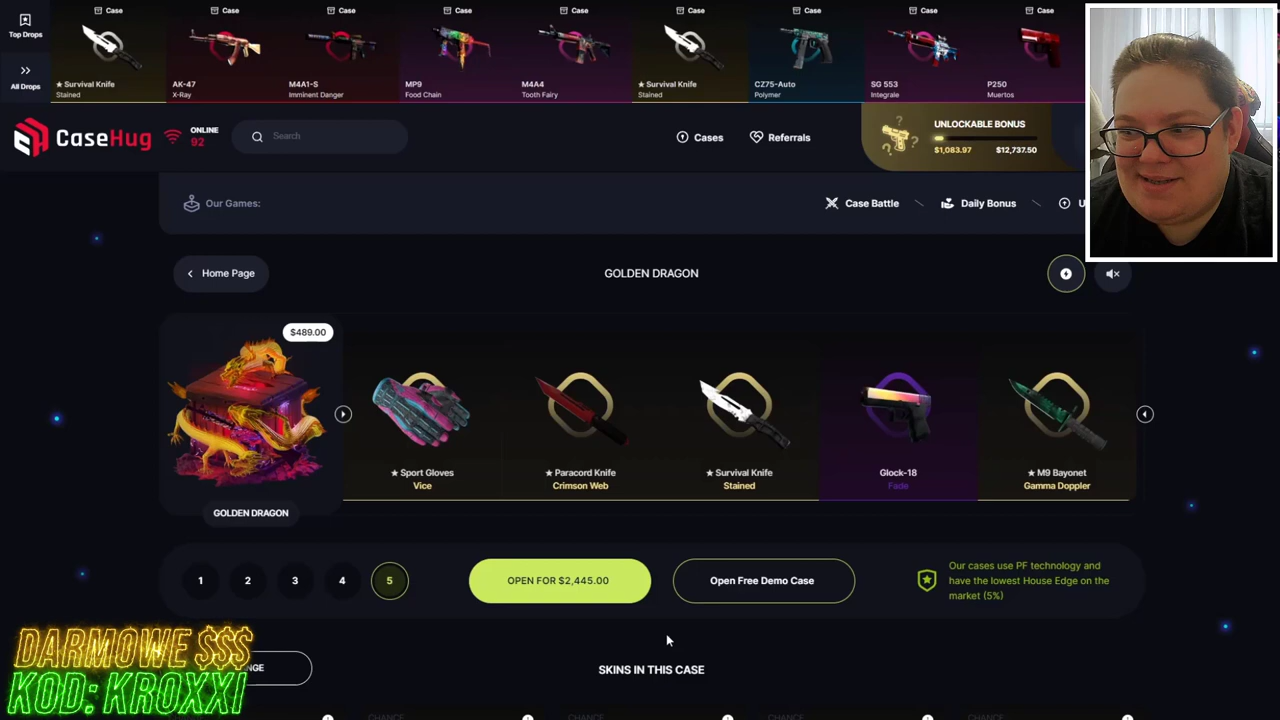 Top Drops
All Drops
Case
★ Survival Knife
Stained
Case
AK-47
X-Ray
Case
M4A1-S
Imminent Danger
Case
MP9
Food Chain
Case
M4A4
Tooth Fairy
Case
★ Survival Knife
Stained
Case
CZ75-Auto
Polymer
Case
SG 553
Integrale
Case
P250
Muertos
CaseHug
ONLINE
92
Search
Cases
Referrals
UNLOCKABLE BONUS
$1,083.97
$12,737.50
Our Games:
Case Battle
Daily Bonus
Home Page
GOLDEN DRAGON
$489.00
GOLDEN DRAGON
★ Sport Gloves
Vice
★ Paracord Knife
Crimson Web
★ Survival Knife
Stained
Glock-18
Fade
★ M9 Bayonet
Gamma Doppler
1
2
3
4
5
OPEN FOR $2,445.00
Open Free Demo Case
Our cases use PF technology and
have the lowest House Edge on the
market (5%)
DARMOWE $$$
KOD: KROXXI
SKINS IN THIS CASE
CHANCE
CHANCE
CHANCE
CHANCE
CHANCE